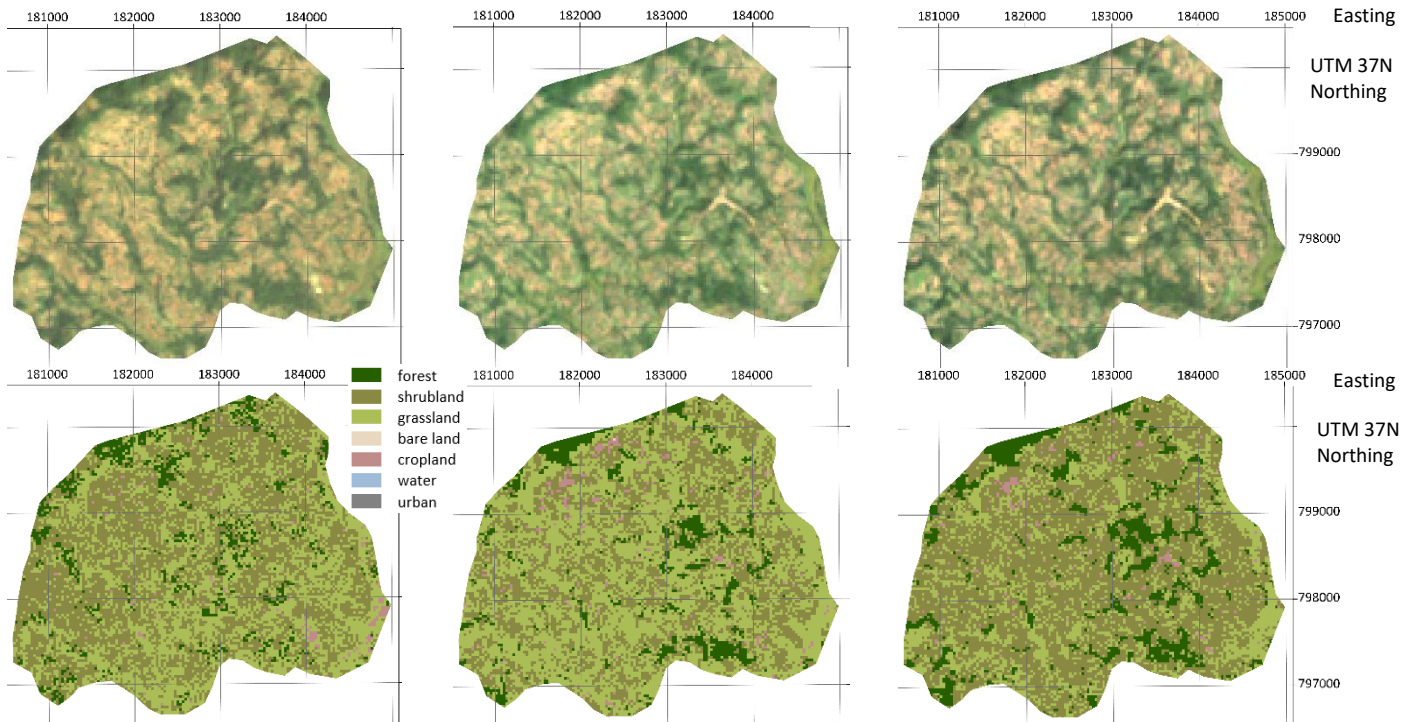 181000 182000 183000 184000
181000 182000 183000 184000
181000 182000 183000 184000 185000 Easting
UTM 37N
Northing
799000
798000
797000
181000 182000 183000 184000
181000 182000 183000 184000
181000 182000 183000 184000 185000 Easting
UTM 37N
Northing
799000
798000
797000
forest
shrubland
grassland
bare land
cropland
water
urban